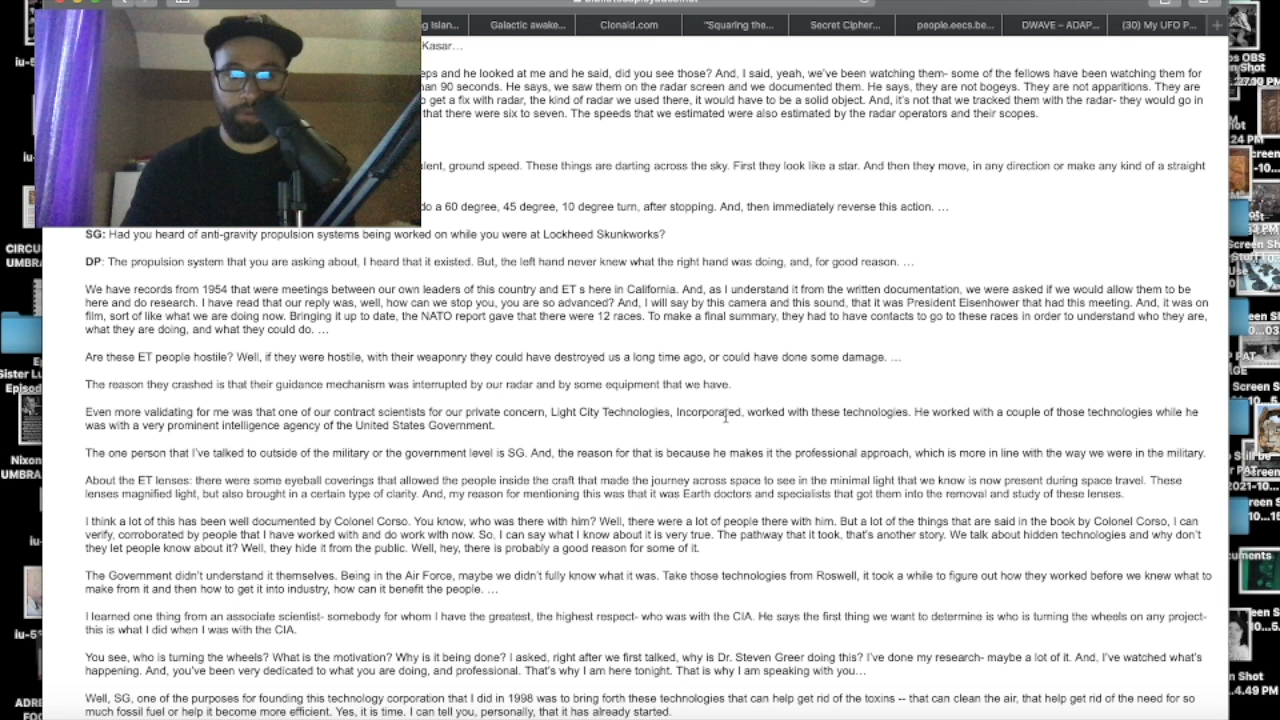 ng Islan...
Galactic awake...
Clonaid.com
"Squaring the...
Secret Cipher...
people.eecs.be...
DWAVE – ADAP...
(30) My UFO P...
Kasar…
eps and he looked at me and he said, did you see those? And, I said, yeah, we've been watching them- some of the fellows have been watching them for
han 90 seconds. He says, we saw them on the radar screen and we documented them. He says, they are not bogeys. They are not apparitions. They are
o get a fix with radar, the kind of radar we used there, it would have to be a solid object. And, it's not that we tracked them with the radar- they would go in
that there were six to seven. The speeds that we estimated were also estimated by the radar operators and their scopes.
lent, ground speed. These things are darting across the sky. First they look like a star. And then they move, in any direction or make any kind of a straight
do a 60 degree, 45 degree, 10 degree turn, after stopping. And, then immediately reverse this action. …
SG: Had you heard of anti-gravity propulsion systems being worked on while you were at Lockheed Skunkworks?
DP: The propulsion system that you are asking about, I heard that it existed. But, the left hand never knew what the right hand was doing, and, for good reason. …
We have records from 1954 that were meetings between our own leaders of this country and ET s here in California. And, as I understand it from the written documentation, we were asked if we would allow them to be
here and do research. I have read that our reply was, well, how can we stop you, you are so advanced? And, I will say by this camera and this sound, that it was President Eisenhower that had this meeting. And, it was on
film, sort of like what we are doing now. Bringing it up to date, the NATO report gave that there were 12 races. To make a final summary, they had to have contacts to go to these races in order to understand who they are,
what they are doing, and what they could do. …
Are these ET people hostile? Well, if they were hostile, with their weaponry they could have destroyed us a long time ago, or could have done some damage. …
The reason they crashed is that their guidance mechanism was interrupted by our radar and by some equipment that we have.
Even more validating for me was that one of our contract scientists for our private concern, Light City Technologies, Incorporated, worked with these technologies. He worked with a couple of those technologies while he
was with a very prominent intelligence agency of the United States Government.
The one person that I've talked to outside of the military or the government level is SG. And, the reason for that is because he makes it the professional approach, which is more in line with the way we were in the military.
About the ET lenses: there were some eyeball coverings that allowed the people inside the craft that made the journey across space to see in the minimal light that we know is now present during space travel. These
lenses magnified light, but also brought in a certain type of clarity. And, my reason for mentioning this was that it was Earth doctors and specialists that got them into the removal and study of these lenses.
I think a lot of this has been well documented by Colonel Corso. You know, who was there with him? Well, there were a lot of people there with him. But a lot of the things that are said in the book by Colonel Corso, I can
verify, corroborated by people that I have worked with and do work with now. So, I can say what I know about it is very true. The pathway that it took, that's another story. We talk about hidden technologies and why don't
they let people know about it? Well, they hide it from the public. Well, hey, there is probably a good reason for some of it.
The Government didn't understand it themselves. Being in the Air Force, maybe we didn't fully know what it was. Take those technologies from Roswell, it took a while to figure out how they worked before we knew what to
make from it and then how to get it into industry, how can it benefit the people. …
I learned one thing from an associate scientist- somebody for whom I have the greatest, the highest respect- who was with the CIA. He says the first thing we want to determine is who is turning the wheels on any project-
this is what I did when I was with the CIA.
You see, who is turning the wheels? What is the motivation? Why is it being done? I asked, right after we first talked, why is Dr. Steven Greer doing this? I've done my research- maybe a lot of it. And, I've watched what's
happening. And, you've been very dedicated to what you are doing, and professional. That's why I am here tonight. That is why I am speaking with you…
Well, SG, one of the purposes for founding this technology corporation that I did in 1998 was to bring forth these technologies that can help get rid of the toxins -- that can clean the air, that help get rid of the need for so
much fossil fuel or help it become more efficient. Yes, it is time. I can tell you, personally, that it has already started.
CIRCU
UMBRA
Sister Lu
Episod
Nixon
UMBRA
iu-5
ADRE
FOO